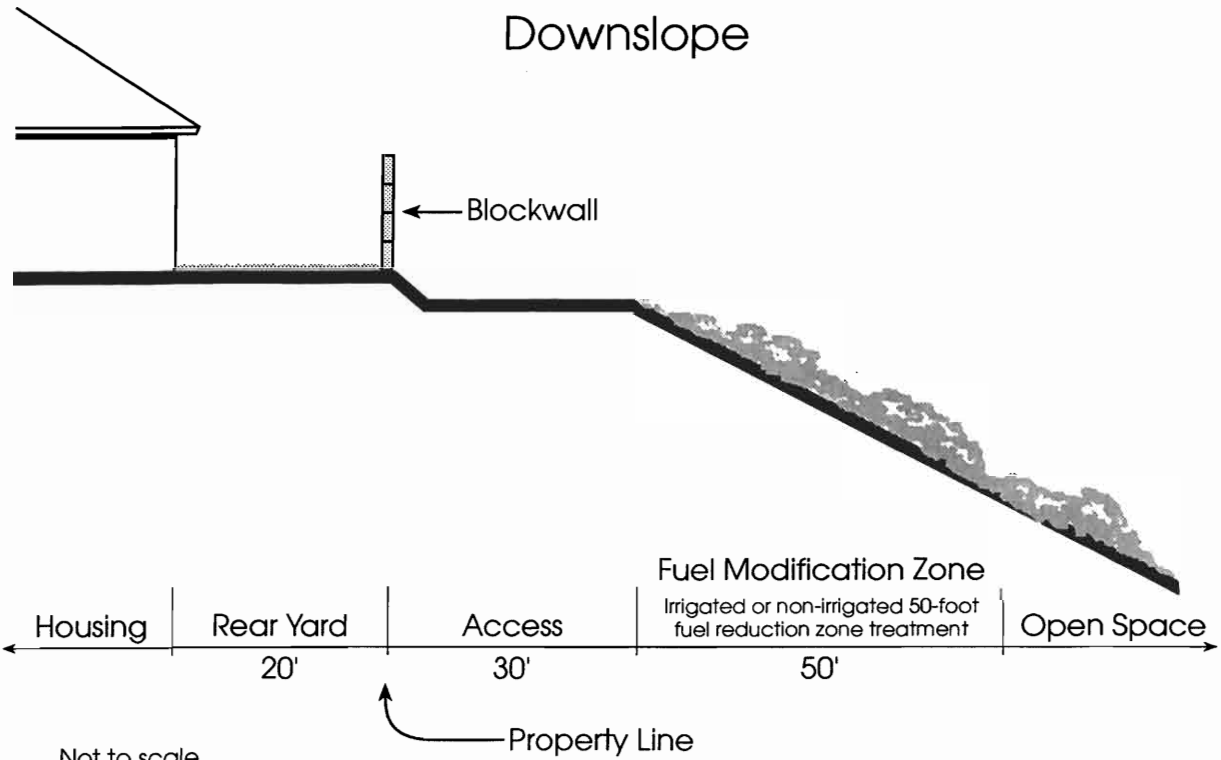 Downslope
Blockwall
Fuel Modification Zone
Irrigated or non-irrigated 50-foot
fuel reduction zone treatment
Housing
Rear Yard
Access
Open Space
20'
30'
50'
Property Line
Not to scale